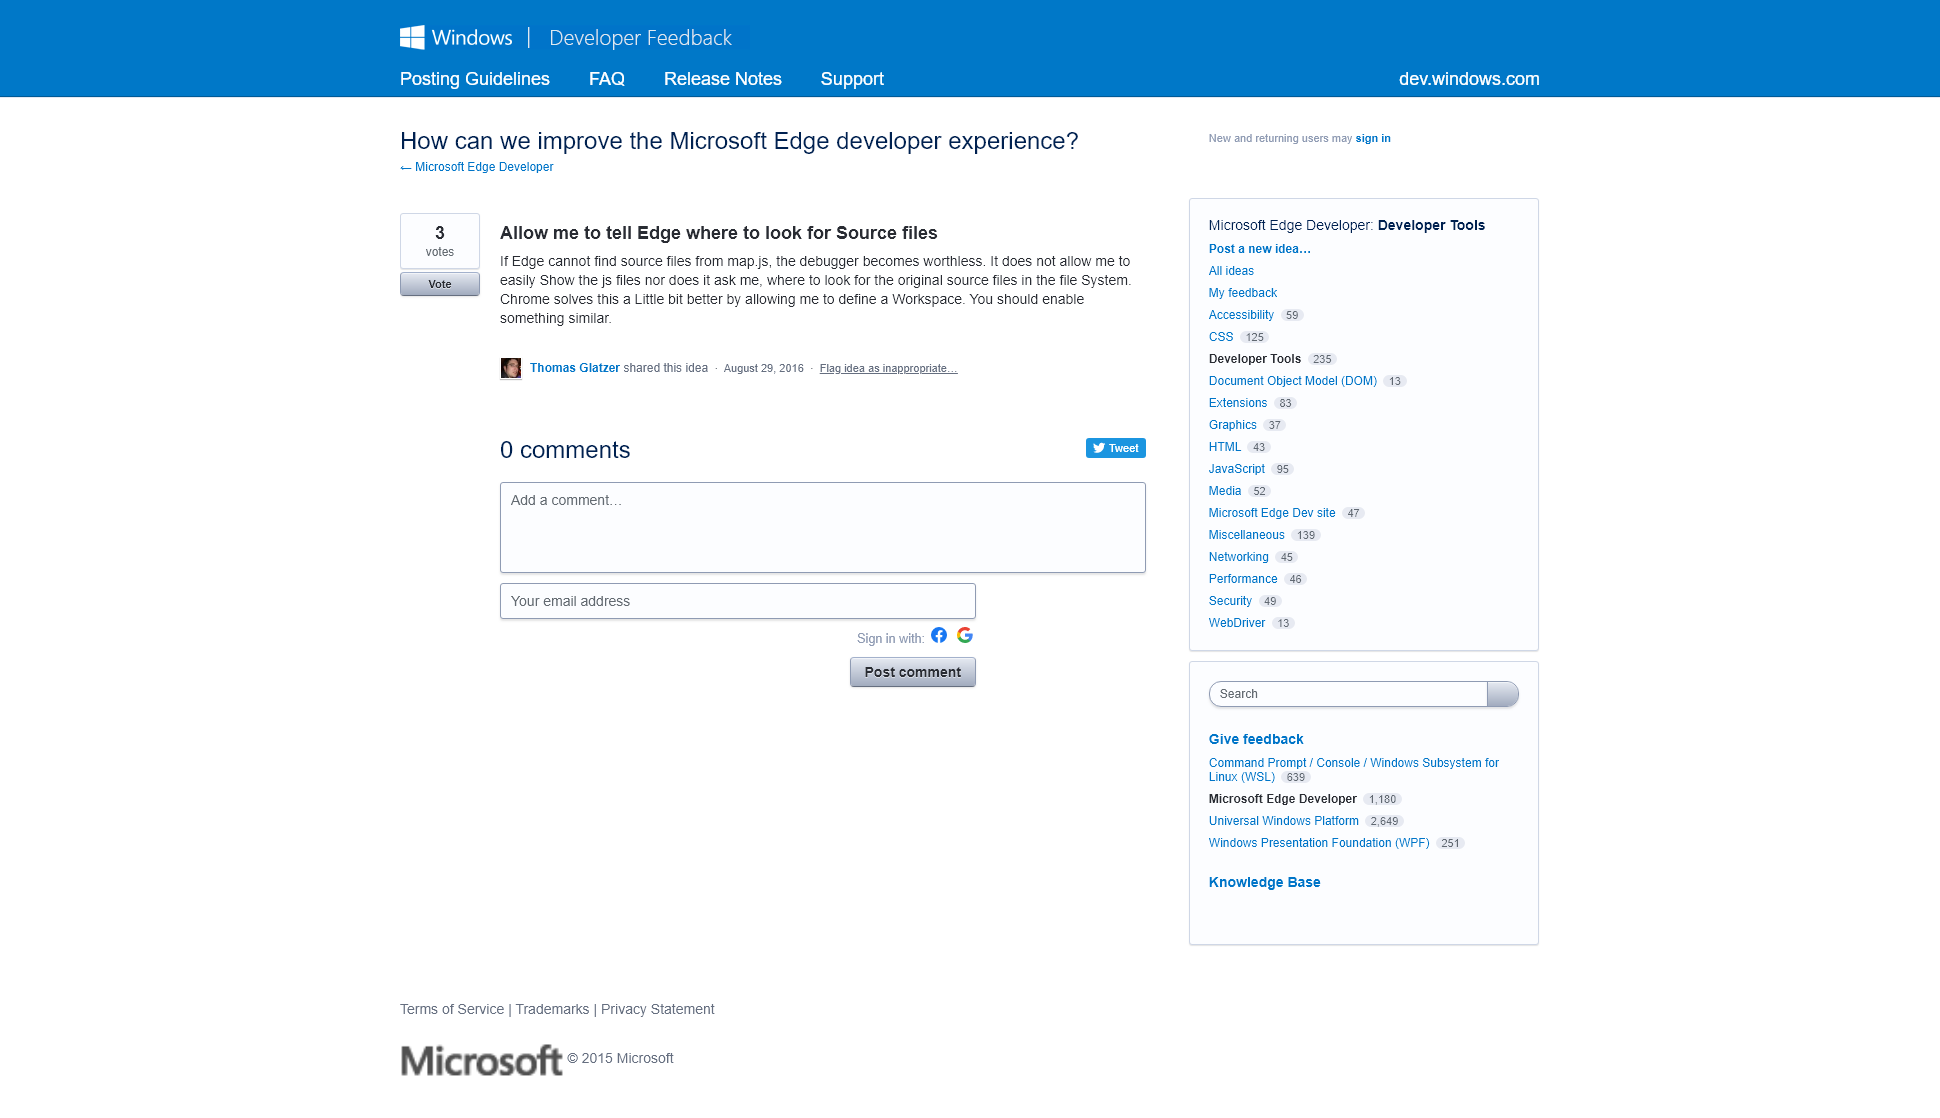 Windows | Developer Feedback
Posting Guidelines FAQ Release Notes Support dev.windows.com
How can we improve the Microsoft Edge developer experience?
← Microsoft Edge Developer
New and returning users may sign in
3
votes
Vote
Allow me to tell Edge where to look for Source files
If Edge cannot find source files from map.js, the debugger becomes worthless. It does not allow me to
easily Show the js files nor does it ask me, where to look for the original source files in the file System.
Chrome solves this a Little bit better by allowing me to define a Workspace. You should enable
something similar.
Thomas Glatzer shared this idea · August 29, 2016 · Flag idea as inappropriate…
0 comments
Tweet
Add a comment…
Your email address
Sign in with:
Post comment
Microsoft Edge Developer: Developer Tools
Post a new idea…
All ideas
My feedback
Accessibility 59
CSS 125
Developer Tools 235
Document Object Model (DOM) 13
Extensions 83
Graphics 37
HTML 43
JavaScript 95
Media 52
Microsoft Edge Dev site 47
Miscellaneous 139
Networking 45
Performance 46
Security 49
WebDriver 13
Search
Give feedback
Command Prompt / Console / Windows Subsystem for
Linux (WSL) 639
Microsoft Edge Developer 1,180
Universal Windows Platform 2,649
Windows Presentation Foundation (WPF) 251
Knowledge Base
Terms of Service | Trademarks | Privacy Statement
Microsoft © 2015 Microsoft